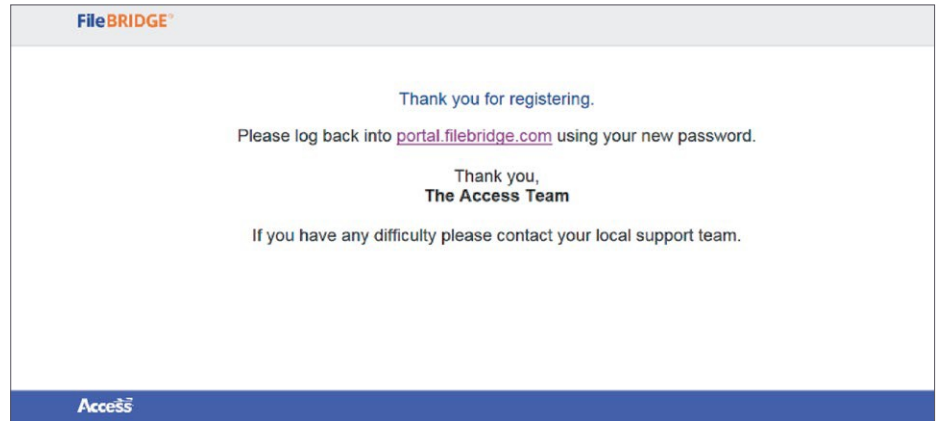 FileBRIDGE®
Thank you for registering.
Please log back into portal.filebridge.com using your new password.
Thank you,
The Access Team
If you have any difficulty please contact your local support team.
Access